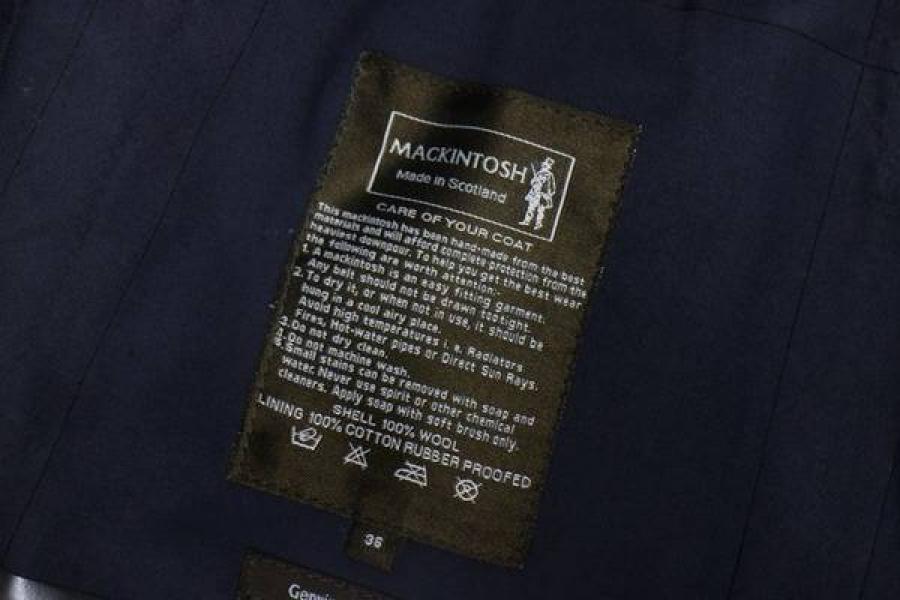 MACKINTOSH
Made in Scotland
CARE OF YOUR COAT
This mackintosh has been hand-made from the best
materials and will afford complete protection from the
heaviest downpour. To help you get the best wear
the following are worth attention:
1. A mackintosh is an easy fitting garment.
Any belt should not be drawn too tight.
2. To dry it, or when not in use, it should be
hung in a cool airy place.
Avoid high temperatures i. e. Radiators
Fires. Hot-water pipes or Direct Sun Rays.
3. Do not dry clean.
Do not machine wash.
Small stains can be removed with soap and
water. Never use spirit or other chemical
cleaners. Apply soap with soft brush only.
SHELL 100% WOOL
LINING 100% COTTON RUBBER PROOFED
36